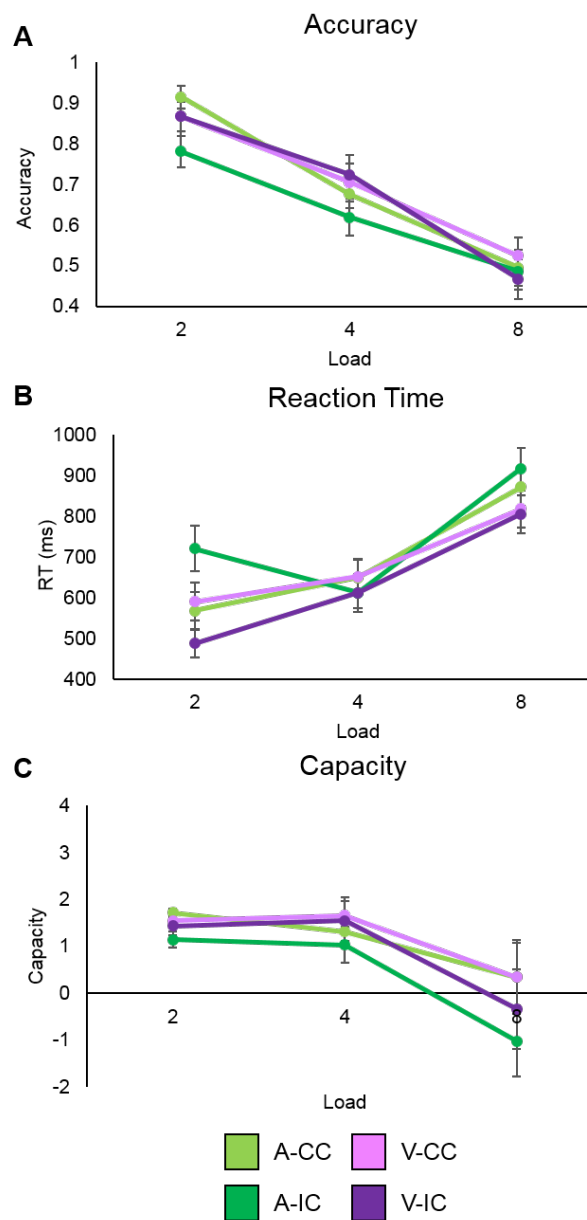 A
Accuracy
1
0.9
0.8
0.7
0.6
0.5
0.4
Accuracy
2 4 8
Load
B
Reaction Time
1000
900
800
700
600
500
400
RT (ms)
2 4 8
Load
C
Capacity
4
3
2
1
0
-1
-2
Capacity
2 4 8
Load
A-CC V-CC
A-IC V-IC